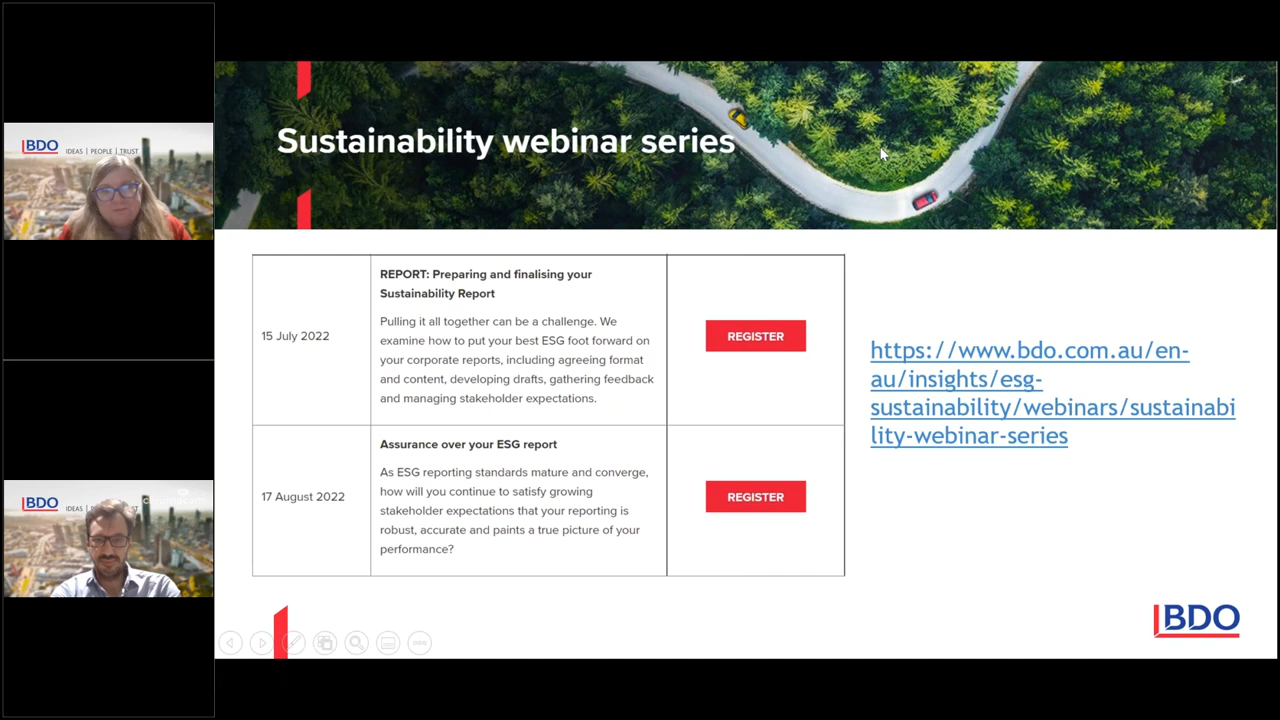 BDO
IDEAS | PEOPLE | TRUST
BDO
IDEAS
Sustainability webinar series
15 July 2022
REPORT: Preparing and finalising your
Sustainability Report
Pulling it all together can be a challenge. We
examine how to put your best ESG foot forward on
your corporate reports, including agreeing format
and content, developing drafts, gathering feedback
and managing stakeholder expectations.
REGISTER
17 August 2022
Assurance over your ESG report
As ESG reporting standards mature and converge,
how will you continue to satisfy growing
stakeholder expectations that your reporting is
robust, accurate and paints a true picture of your
performance?
REGISTER
https://www.bdo.com.au/en-
au/insights/esg-
sustainability/webinars/sustainabi
lity-webinar-series
BDO